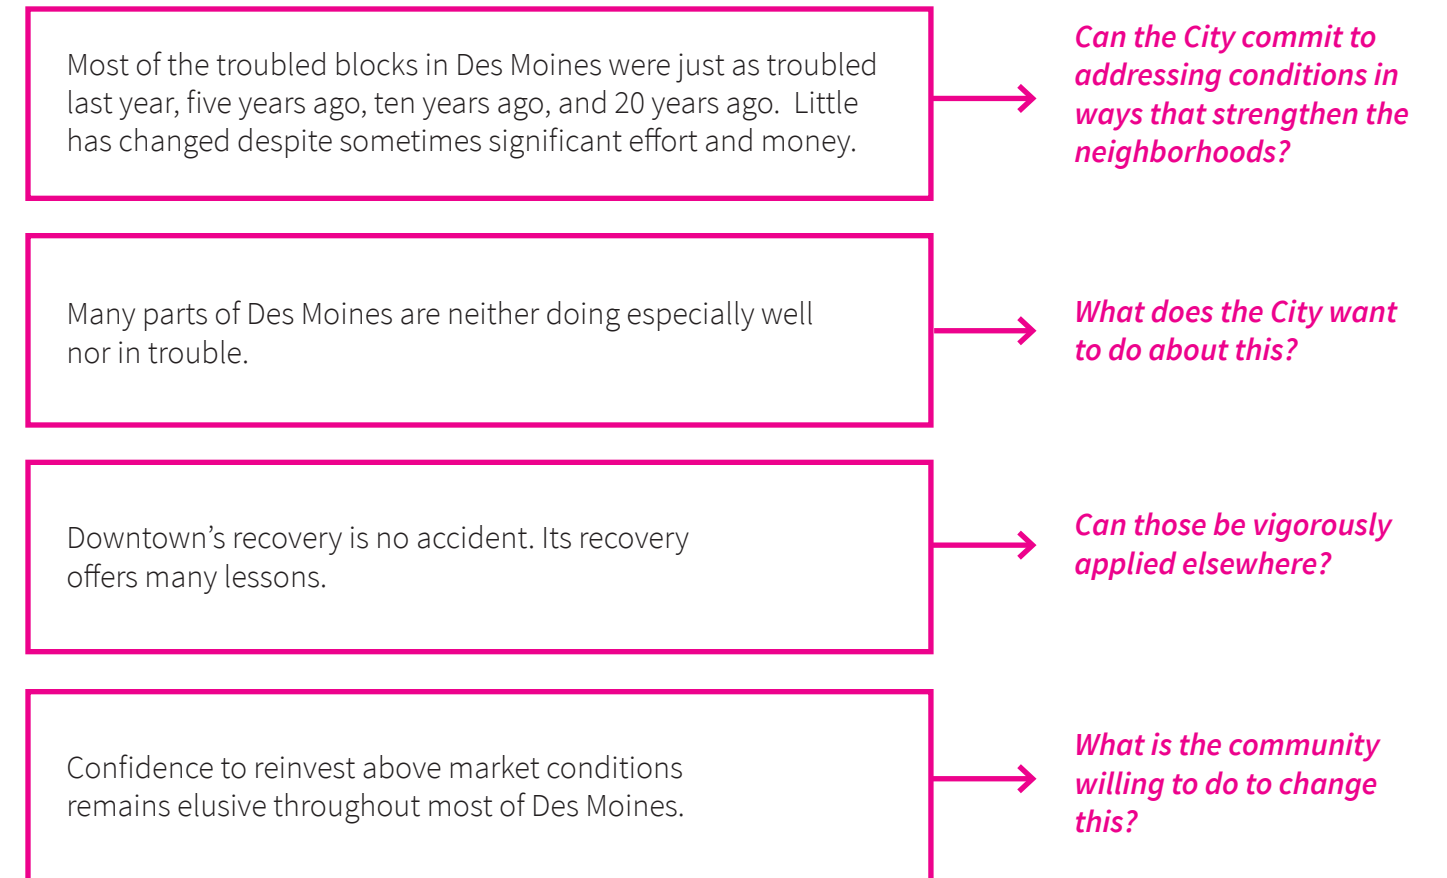 Most of the troubled blocks in Des Moines were just as troubled
last year, five years ago, ten years ago, and 20 years ago.  Little
has changed despite sometimes significant effort and money.
Can the City commit to
addressing conditions in
ways that strengthen the
neighborhoods?
Many parts of Des Moines are neither doing especially well
nor in trouble.
What does the City want
to do about this?
Downtown’s recovery is no accident. Its recovery
offers many lessons.
Can those be vigorously
applied elsewhere?
Confidence to reinvest above market conditions
remains elusive throughout most of Des Moines.
What is the community
willing to do to change
this?